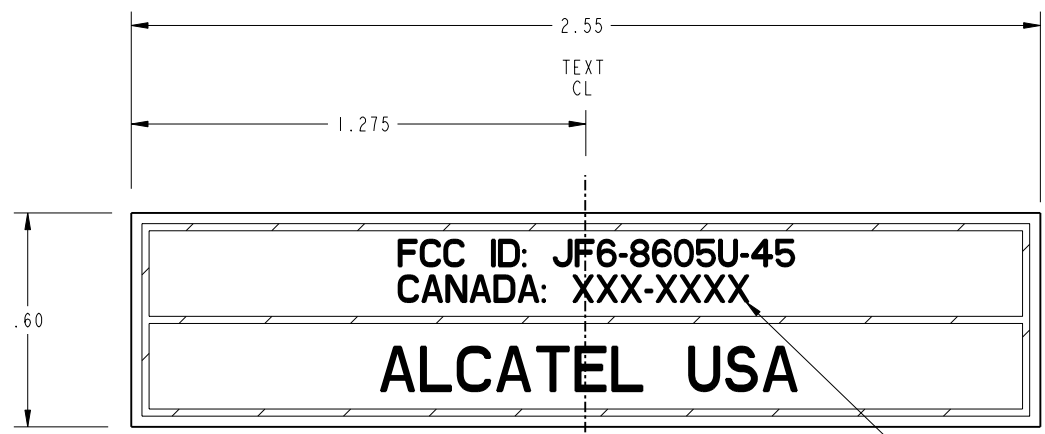 2.55
TEXT
CL
1.275
FCC ID: JF6-8605U-45
CANADA: XXX-XXXX
.60
ALCATEL USA